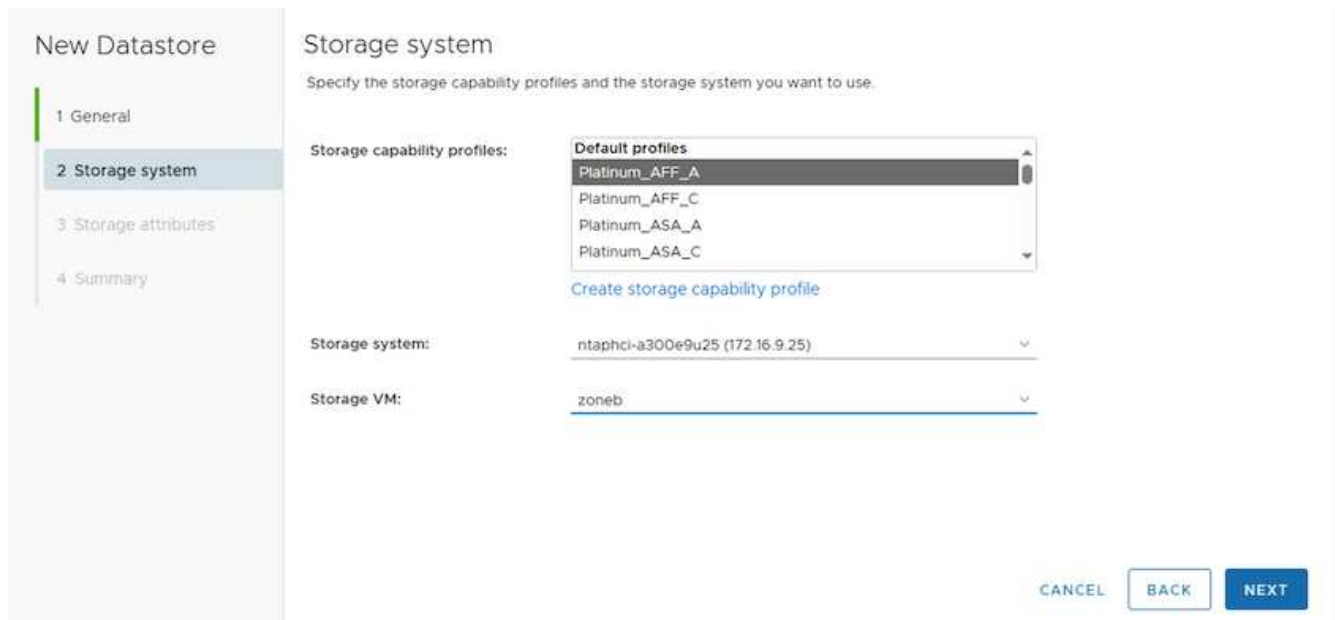 New Datastore
1 General
2 Storage system
3 Storage attributes
4 Summary
Storage system
Specify the storage capability profiles and the storage system you want to use.
Storage capability profiles:
Default profiles
Platinum_AFF_A
Platinum_AFF_C
Platinum_ASA_A
Platinum_ASA_C
Create storage capability profile
Storage system:
ntaphci-a300e9u25 (172.16.9.25)
Storage VM:
zoneb
CANCEL
BACK
NEXT